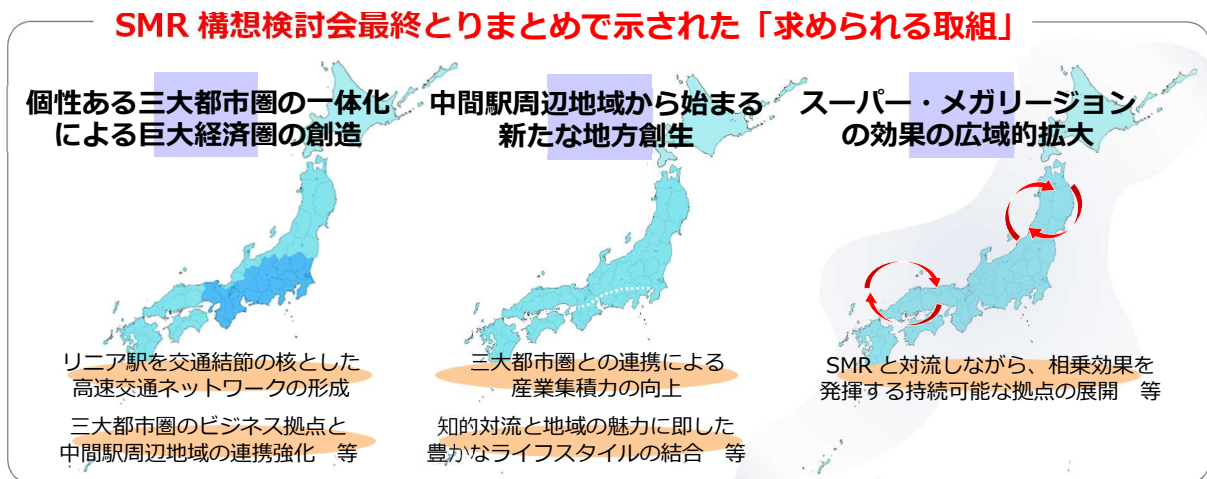 SMR 構想検討会最終とりまとめで示された「求められる取組」
個性ある三大都市圏の一体化
による巨大経済圏の創造
リニア駅を交通結節の核とした
高速交通ネットワークの形成
三大都市圏のビジネス拠点と
中間駅周辺地域の連携強化　等
中間駅周辺地域から始まる
新たな地方創生
三大都市圏との連携による
産業集積力の向上
知的対流と地域の魅力に即した
豊かなライフスタイルの結合　等
スーパー・メガリージョン
の効果の広域的拡大
SMR と対流しながら、相乗効果を
発揮する持続可能な拠点の展開　等